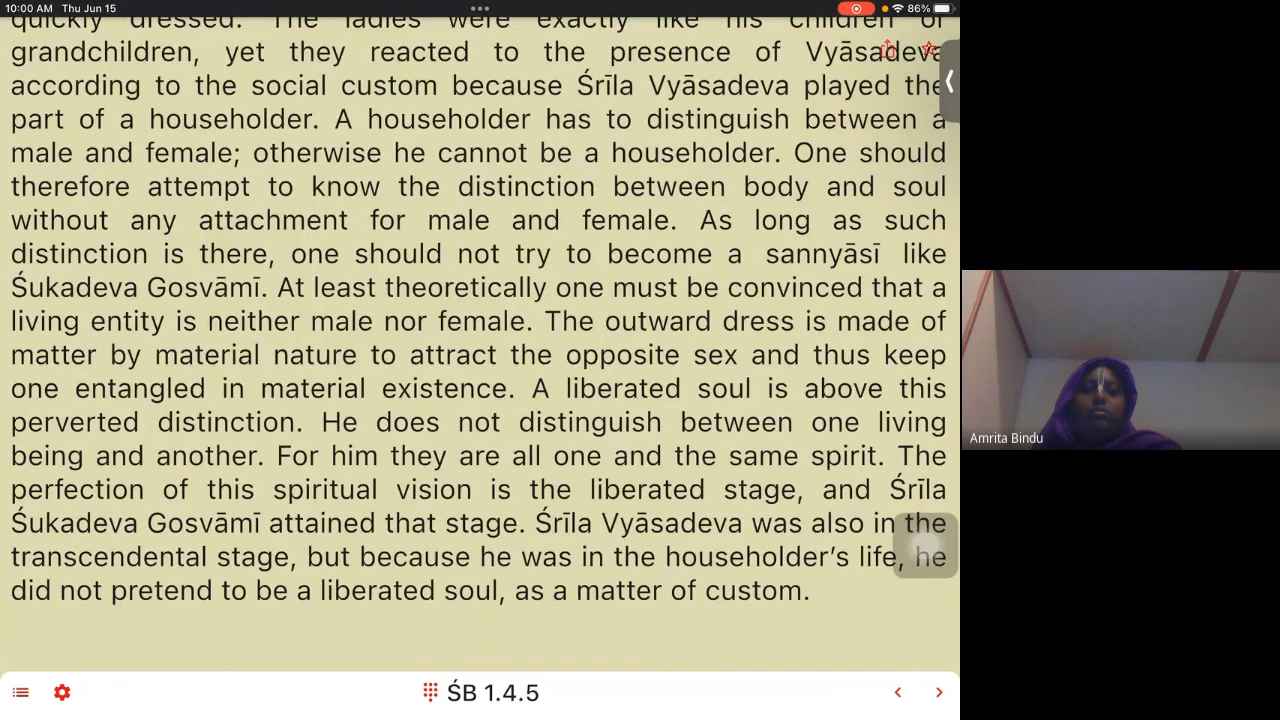 10:00 AM Thu Jun 15
86%
quickly dressed. The ladies were exactly like his children or
grandchildren, yet they reacted to the presence of Vyāsadeva
according to the social custom because Śrīla Vyāsadeva played the
part of a householder. A householder has to distinguish between a
male and female; otherwise he cannot be a householder. One should
therefore attempt to know the distinction between body and soul
without any attachment for male and female. As long as such
distinction is there, one should not try to become a sannyāsī like
Śukadeva Gosvāmī. At least theoretically one must be convinced that a
living entity is neither male nor female. The outward dress is made of
matter by material nature to attract the opposite sex and thus keep
one entangled in material existence. A liberated soul is above this
perverted distinction. He does not distinguish between one living
being and another. For him they are all one and the same spirit. The
perfection of this spiritual vision is the liberated stage, and Śrīla
Śukadeva Gosvāmī attained that stage. Śrīla Vyāsadeva was also in the
transcendental stage, but because he was in the householder’s life, he
did not pretend to be a liberated soul, as a matter of custom.
ŚB 1.4.5
Amrita Bindu